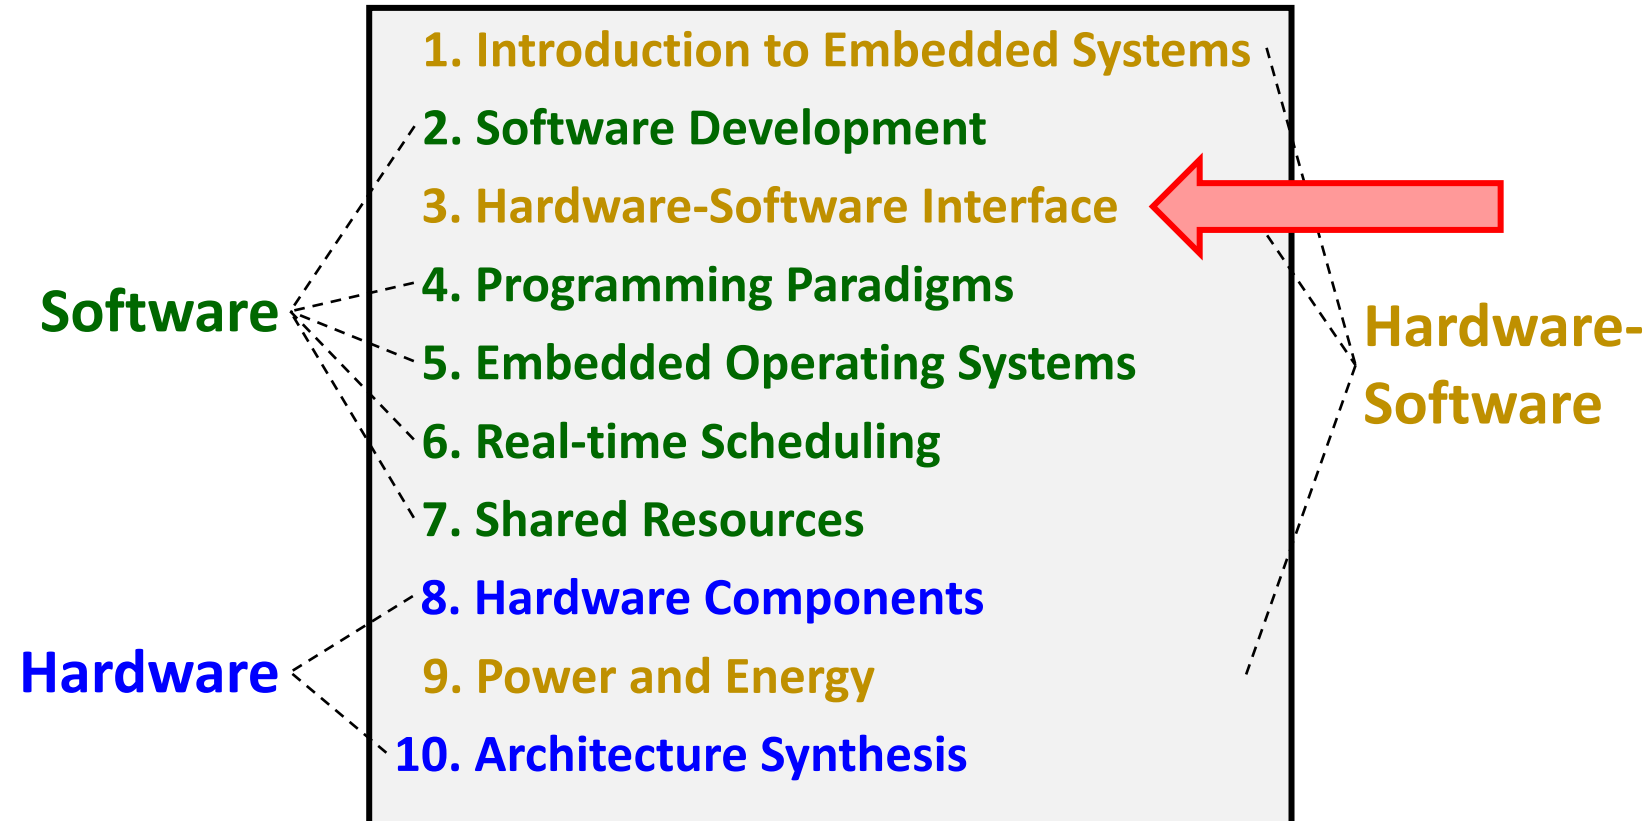 1. Introduction to Embedded Systems
2. Software Development
3. Hardware-Software Interface
4. Programming Paradigms
5. Embedded Operating Systems
6. Real-time Scheduling
7. Shared Resources
8. Hardware Components
9. Power and Energy
10. Architecture Synthesis
Software
Hardware
Hardware-
Software